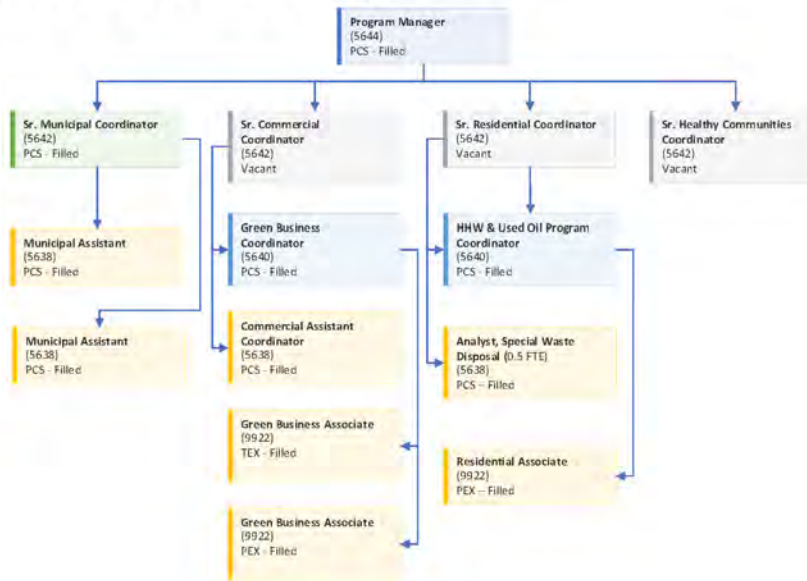 Program Manager
(5644)
PCS - Filled
Sr. Municipal Coordinator
(5642)
PCS - Filled
Sr. Commercial
Coordinator
(5642)
Vacant
Sr. Residential Coordinator
(5642)
Vacant
Sr. Healthy Communities
Coordinator
(5642)
Vacant
Municipal Assistant
(5638)
PCS - Filled
Green Business
Coordinator
(5640)
PCS - Filled
HHW & Used Oil Program
Coordinator
(5640)
PCS - Filled
Municipal Assistant
(5638)
PCS - Filled
Commercial Assistant
Coordinator
(5638)
PCS - Filled
Analyst, Special Waste
Disposal (0.5 FTE)
(5638)
PCS – Filled
Green Business Associate
(9922)
TEX - Filled
Residential Associate
(9922)
PEX – Filled
Green Business Associate
(9922)
PEX - Filled